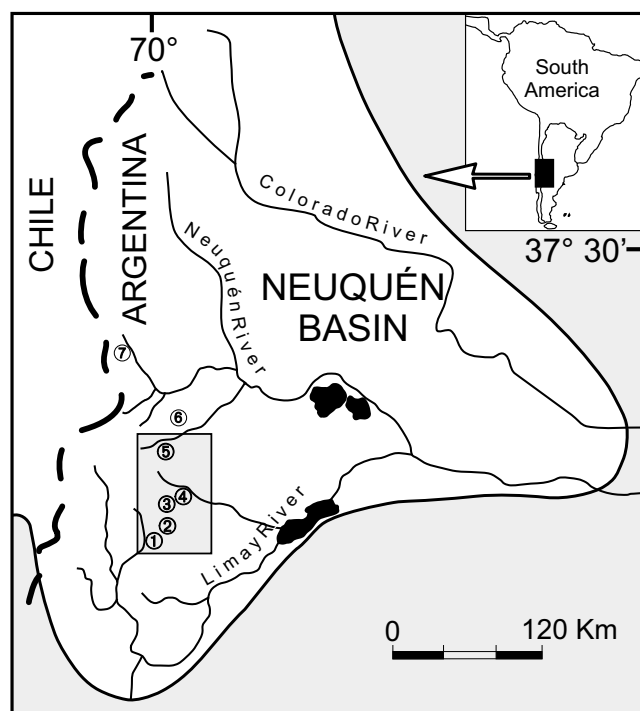 70°
South
America
CHILE
ARGENTINA
Colorado River
37° 30’
Neuquén River
NEUQUÉN
BASIN
⑦
⑥
⑤
④
③
②
①
Limay River
0 120 Km